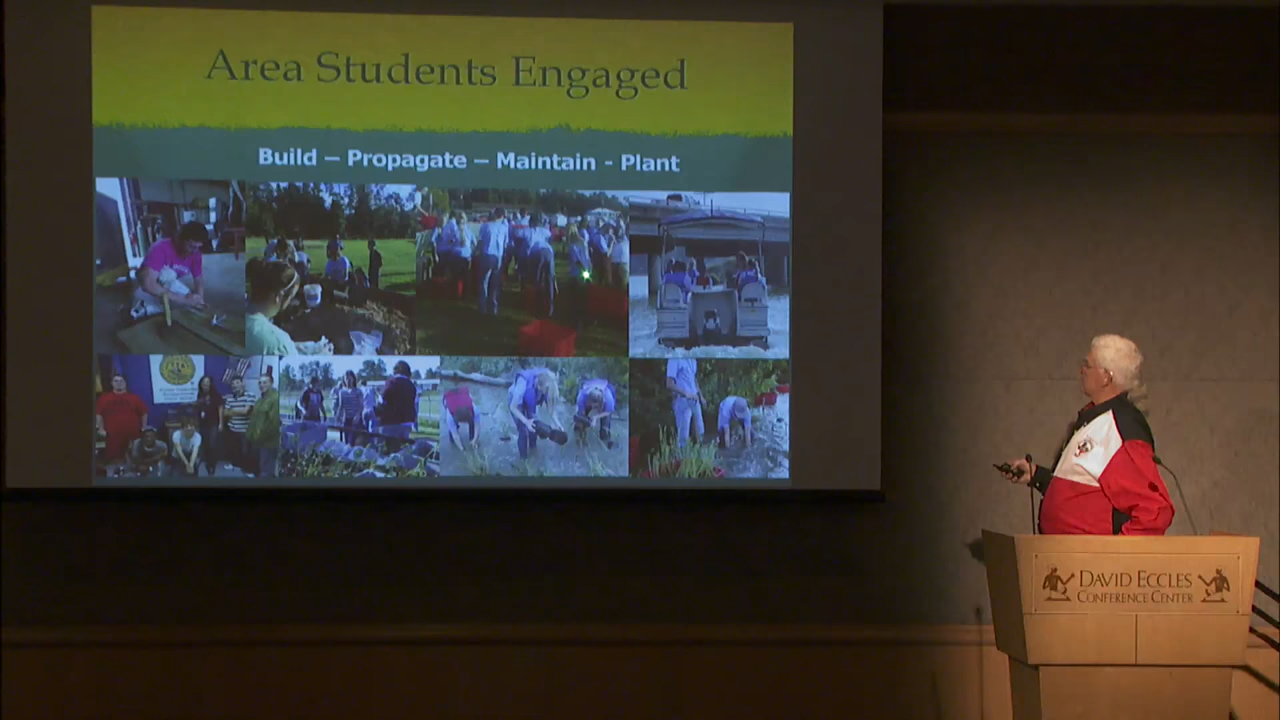 Area Students Engaged
Build – Propagate – Maintain - Plant
DAVID ECCLES
CONFERENCE CENTER